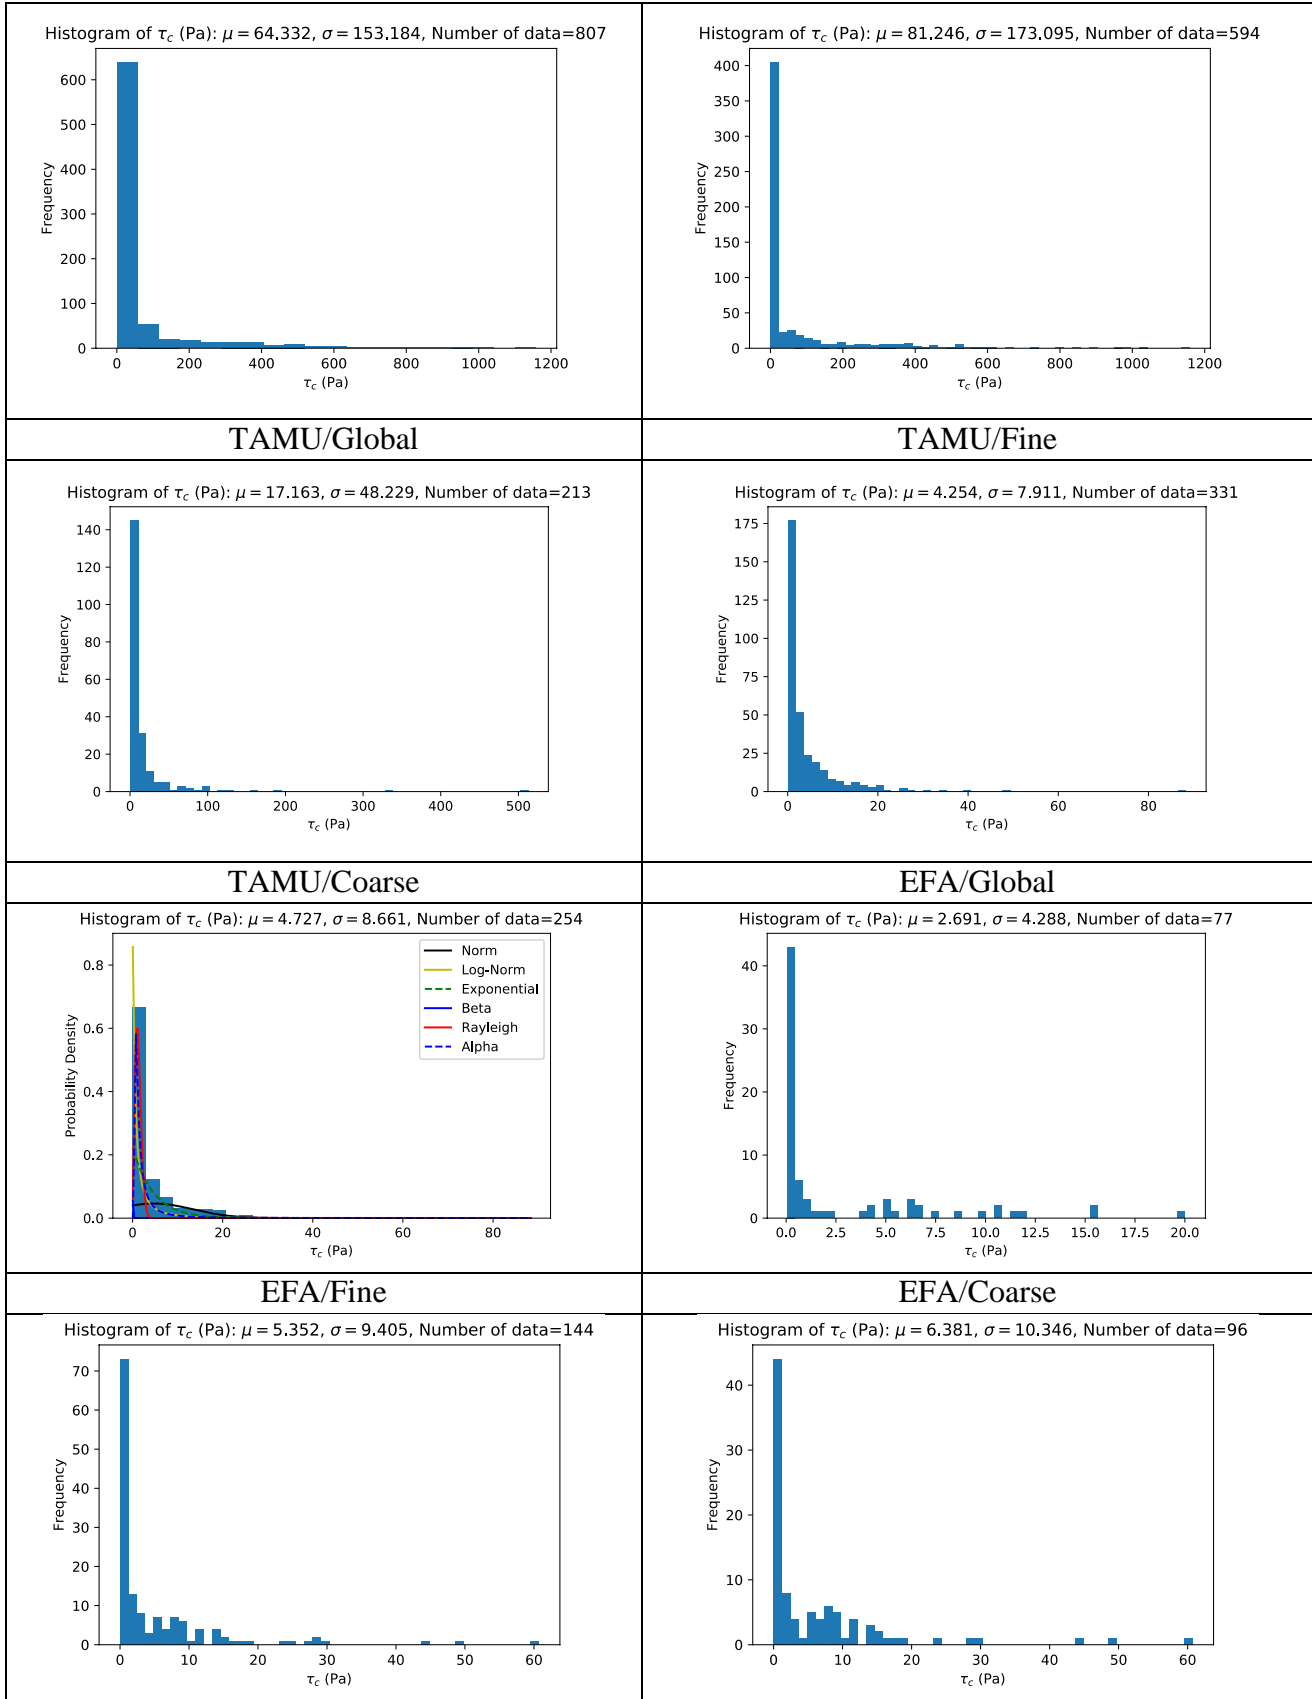 Histogram of τc (Pa): μ = 64.332, σ = 153.184, Number of data=807
600
500
400
300
200
100
0
Frequency
0 200 400 600 800 1000 1200
τc (Pa)
Histogram of τc (Pa): μ = 81.246, σ = 173.095, Number of data=594
400
350
300
250
200
150
100
50
0
Frequency
0 200 400 600 800 1000 1200
τc (Pa)
TAMU/Global
TAMU/Fine
Histogram of τc (Pa): μ = 17.163, σ = 48.229, Number of data=213
140
120
100
80
60
40
20
0
Frequency
0 100 200 300 400 500
τc (Pa)
Histogram of τc (Pa): μ = 4.254, σ = 7.911, Number of data=331
175
150
125
100
75
50
25
0
Frequency
0 20 40 60 80
τc (Pa)
TAMU/Coarse
EFA/Global
Histogram of τc (Pa): μ = 4.727, σ = 8.661, Number of data=254
0.8
0.6
0.4
0.2
0.0
Probability Density
Norm
Log-Norm
Exponential
Beta
Rayleigh
Alpha
0 20 40 60 80
τc (Pa)
Histogram of τc (Pa): μ = 2.691, σ = 4.288, Number of data=77
40
30
20
10
0
Frequency
0.0 2.5 5.0 7.5 10.0 12.5 15.0 17.5 20.0
τc (Pa)
EFA/Fine
EFA/Coarse
Histogram of τc (Pa): μ = 5.352, σ = 9.405, Number of data=144
70
60
50
40
30
20
10
0
Frequency
0 10 20 30 40 50 60
τc (Pa)
Histogram of τc (Pa): μ = 6.381, σ = 10.346, Number of data=96
40
30
20
10
0
Frequency
0 10 20 30 40 50 60
τc (Pa)